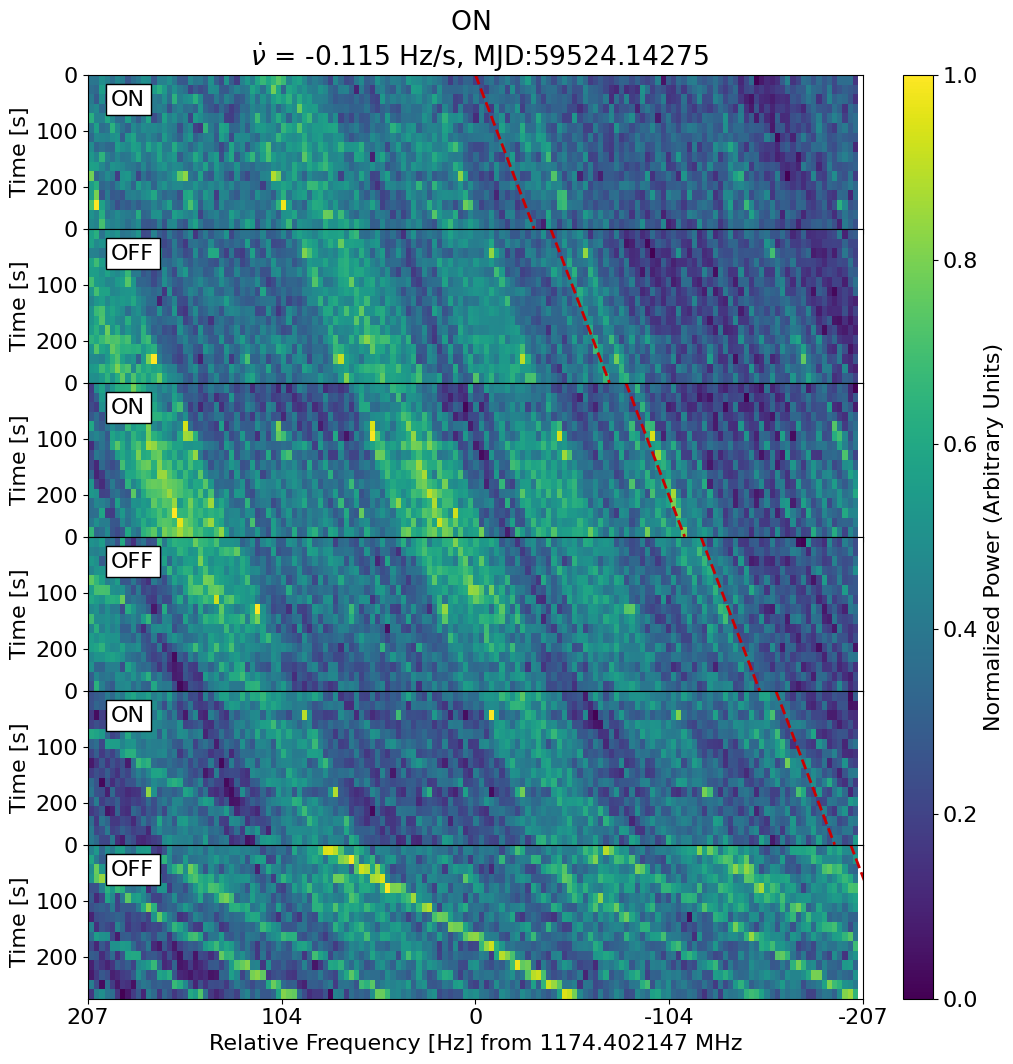 ON
ν̇ = -0.115 Hz/s, MJD:59524.14275
0
100
200
Time [s]
ON
0
100
200
Time [s]
OFF
0
100
200
Time [s]
ON
0
100
200
Time [s]
OFF
0
100
200
Time [s]
ON
0
100
200
Time [s]
OFF
207
104
0
-104
-207
Relative Frequency [Hz] from 1174.402147 MHz
1.0
0.8
0.6
0.4
0.2
0.0
Normalized Power (Arbitrary Units)